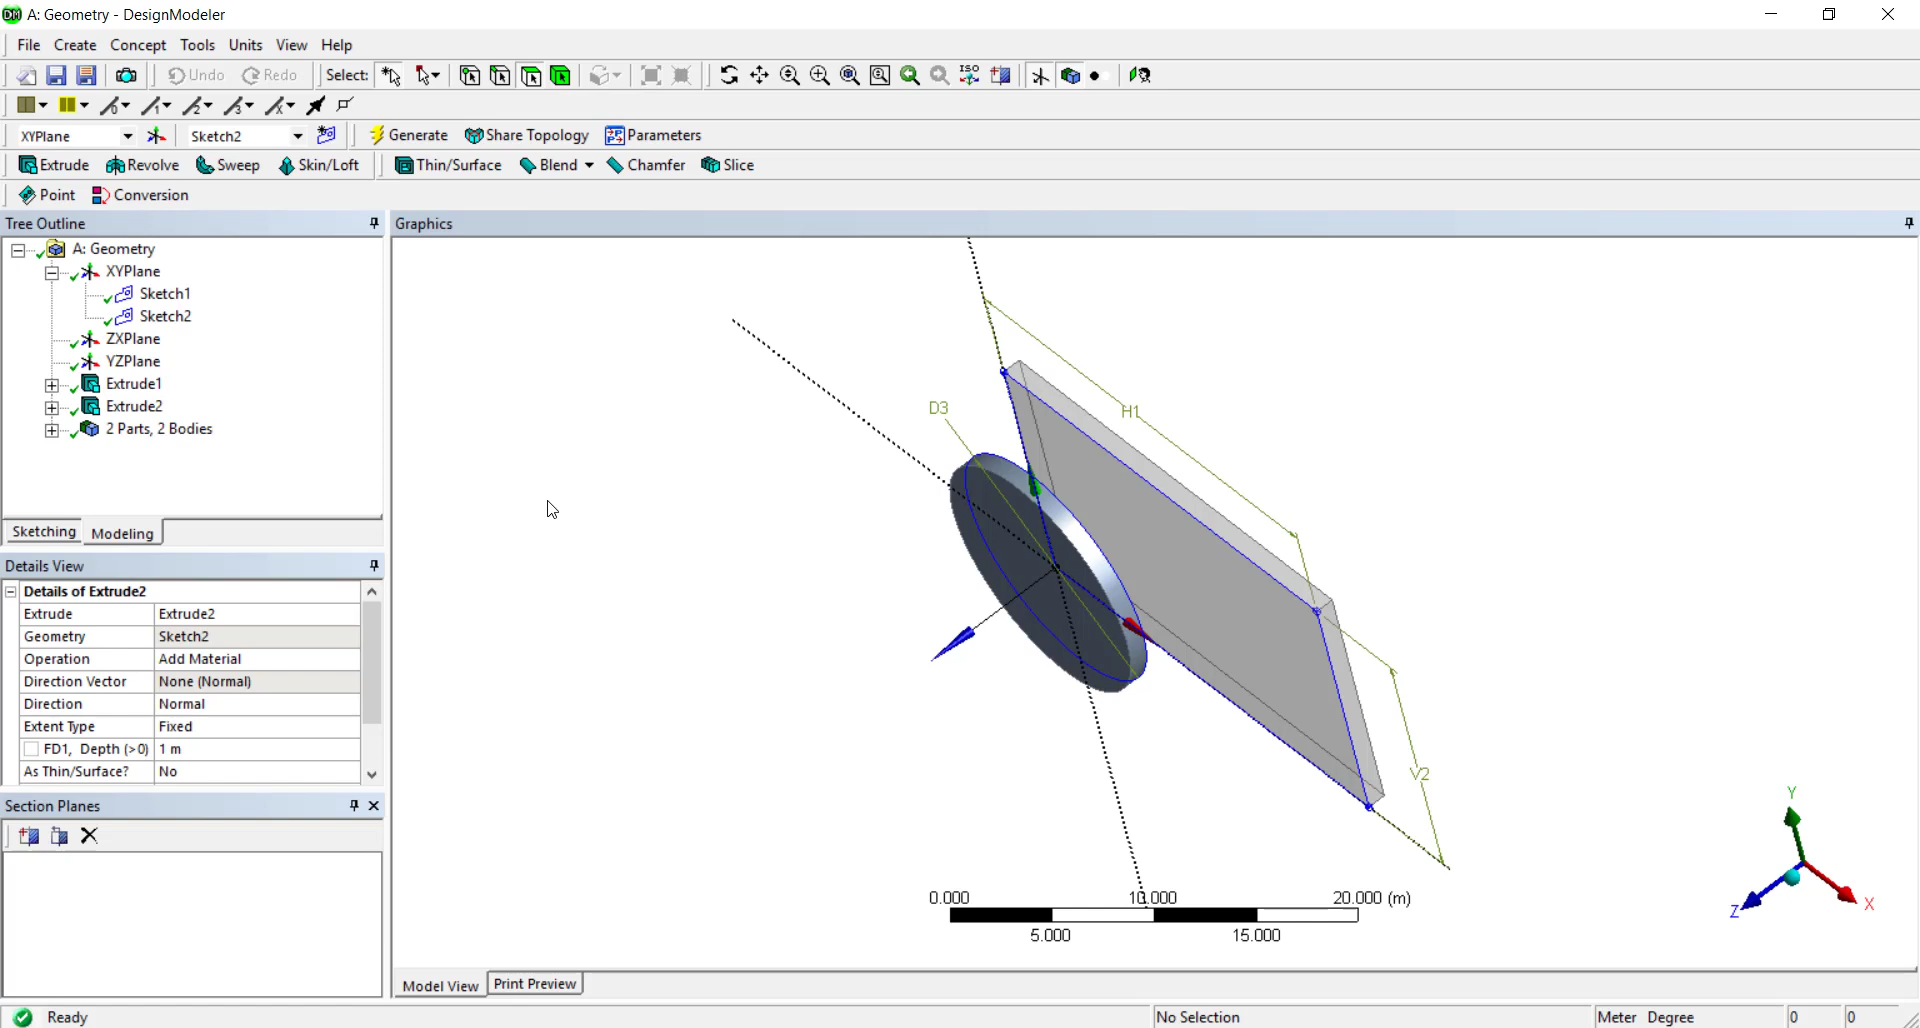 DM A: Geometry - DesignModeler
File Create Concept Tools Units View Help
Undo Redo Select: ISO
XYPlane Sketch2 Generate Share Topology Parameters
Extrude Revolve Sweep Skin/Loft Thin/Surface Blend Chamfer Slice
Point Conversion
Tree Outline
A: Geometry
XYPlane
Sketch1
Sketch2
ZXPlane
YZPlane
Extrude1
Extrude2
2 Parts, 2 Bodies
Sketching Modeling
Details View
Details of Extrude2
Extrude Extrude2
Geometry Sketch2
Operation Add Material
Direction Vector None (Normal)
Direction Normal
Extent Type Fixed
FD1, Depth (>0) 1 m
As Thin/Surface? No
Section Planes
Graphics
D3
H1
V2
0.000 10.000 20.000 (m)
5.000 15.000
Y
Z X
Model View Print Preview
Ready No Selection Meter Degree 0 0